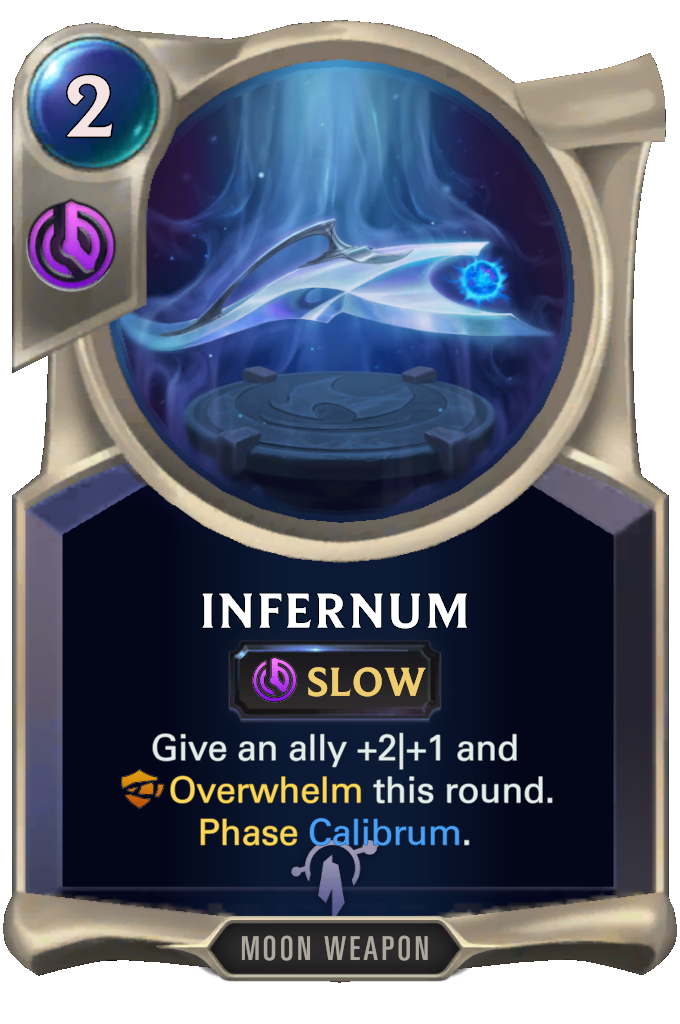 2
INFERNUM
SLOW
Give an ally +2|+1 and
Overwhelm this round.
Phase Calibrum.
MOON WEAPON